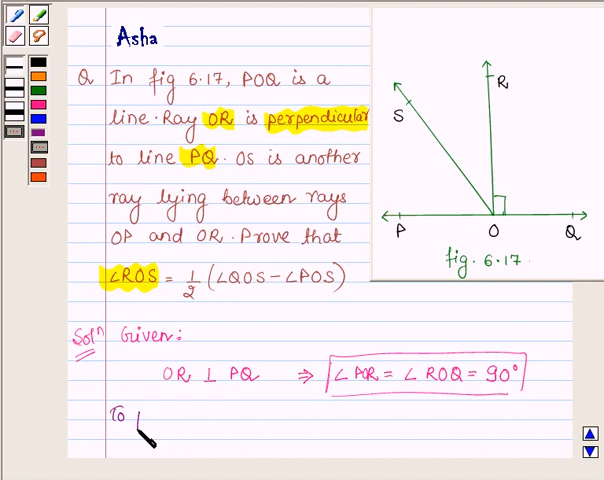 Asha
Q In fig 6.17, POQ is a
line. Ray OR is perpendicular
to line PQ. OS is another
ray lying between rays
OP and OR. Prove that
∠ROS = 1/2 (∠QOS - ∠POS)
R
S
P O Q
fig. 6.17.
Solⁿ Given:
OR ⊥ PQ ⇒ ∠POR = ∠ROQ = 90°
To